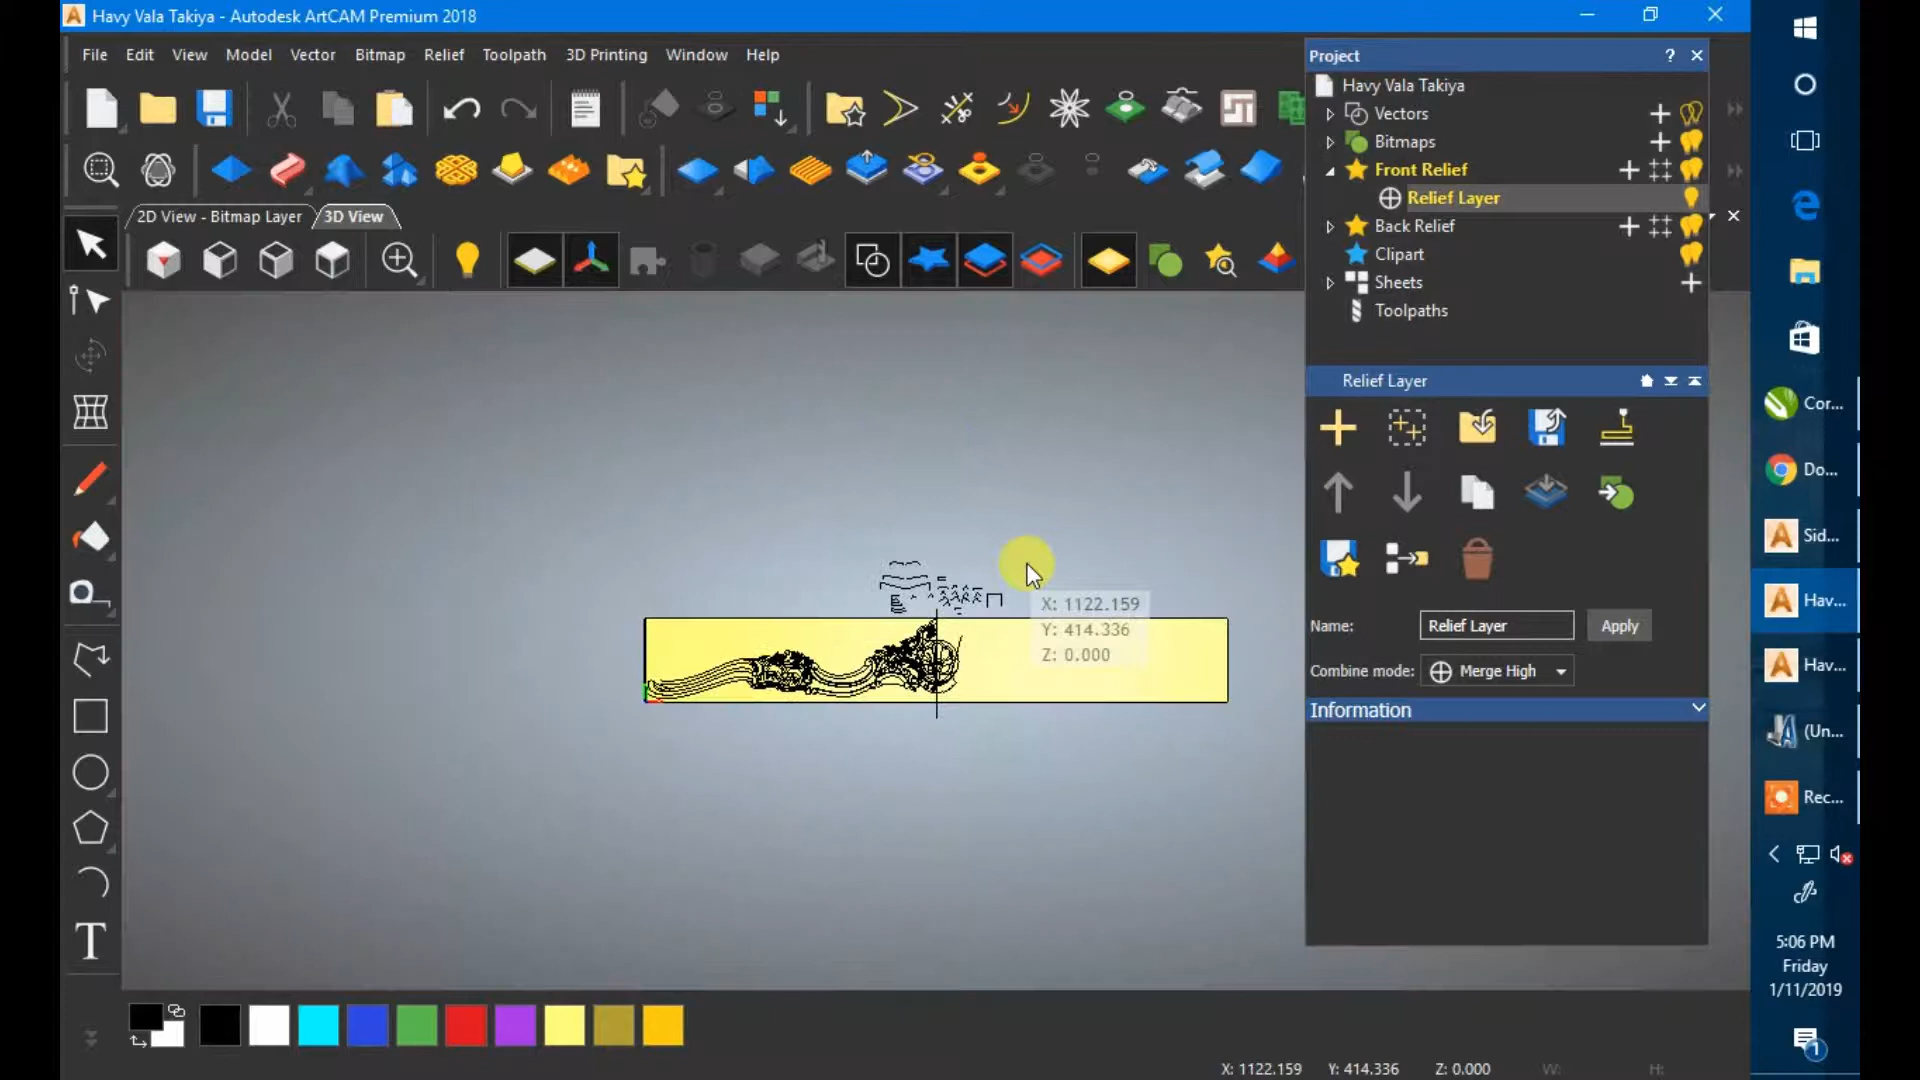 Havy Vala Takiya - Autodesk ArtCAM Premium 2018
File Edit View Model Vector Bitmap Relief Toolpath 3D Printing Window Help
2D View - Bitmap Layer
3D View
X: 1122.159
Y: 414.336
Z: 0.000
Project
Havy Vala Takiya
Vectors
Bitmaps
Front Relief
Relief Layer
Back Relief
Clipart
Sheets
Toolpaths
Relief Layer
Name: Relief Layer Apply
Combine mode: Merge High
Information
Cor...
Do...
Sid...
Hav...
Hav...
(Un...
Rec...
5:06 PM
Friday
1/11/2019
1
X: 1122.159 Y: 414.336 Z: 0.000 W: H: